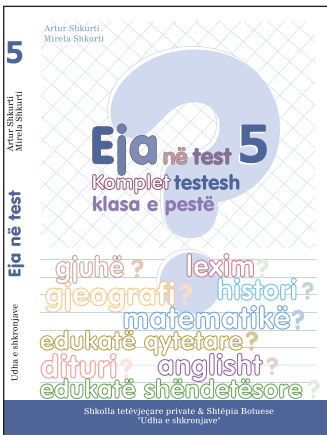 5
Artur Shkurti
Mirela Shkurti
Eja në test
Udha e shkronjave
Artur Shkurti
Mirela Shkurti
?
Eja në test 5
Komplet testesh
klasa e pestë
gjuhë ? lexim ?
gjeografi ? histori ?
matematikë ?
edukatë qytetare ?
dituri ? anglisht ?
edukatë shëndetësore ?
Shkolla tetëvjeçare private & Shtëpia Botuese
"Udha e shkronjave"